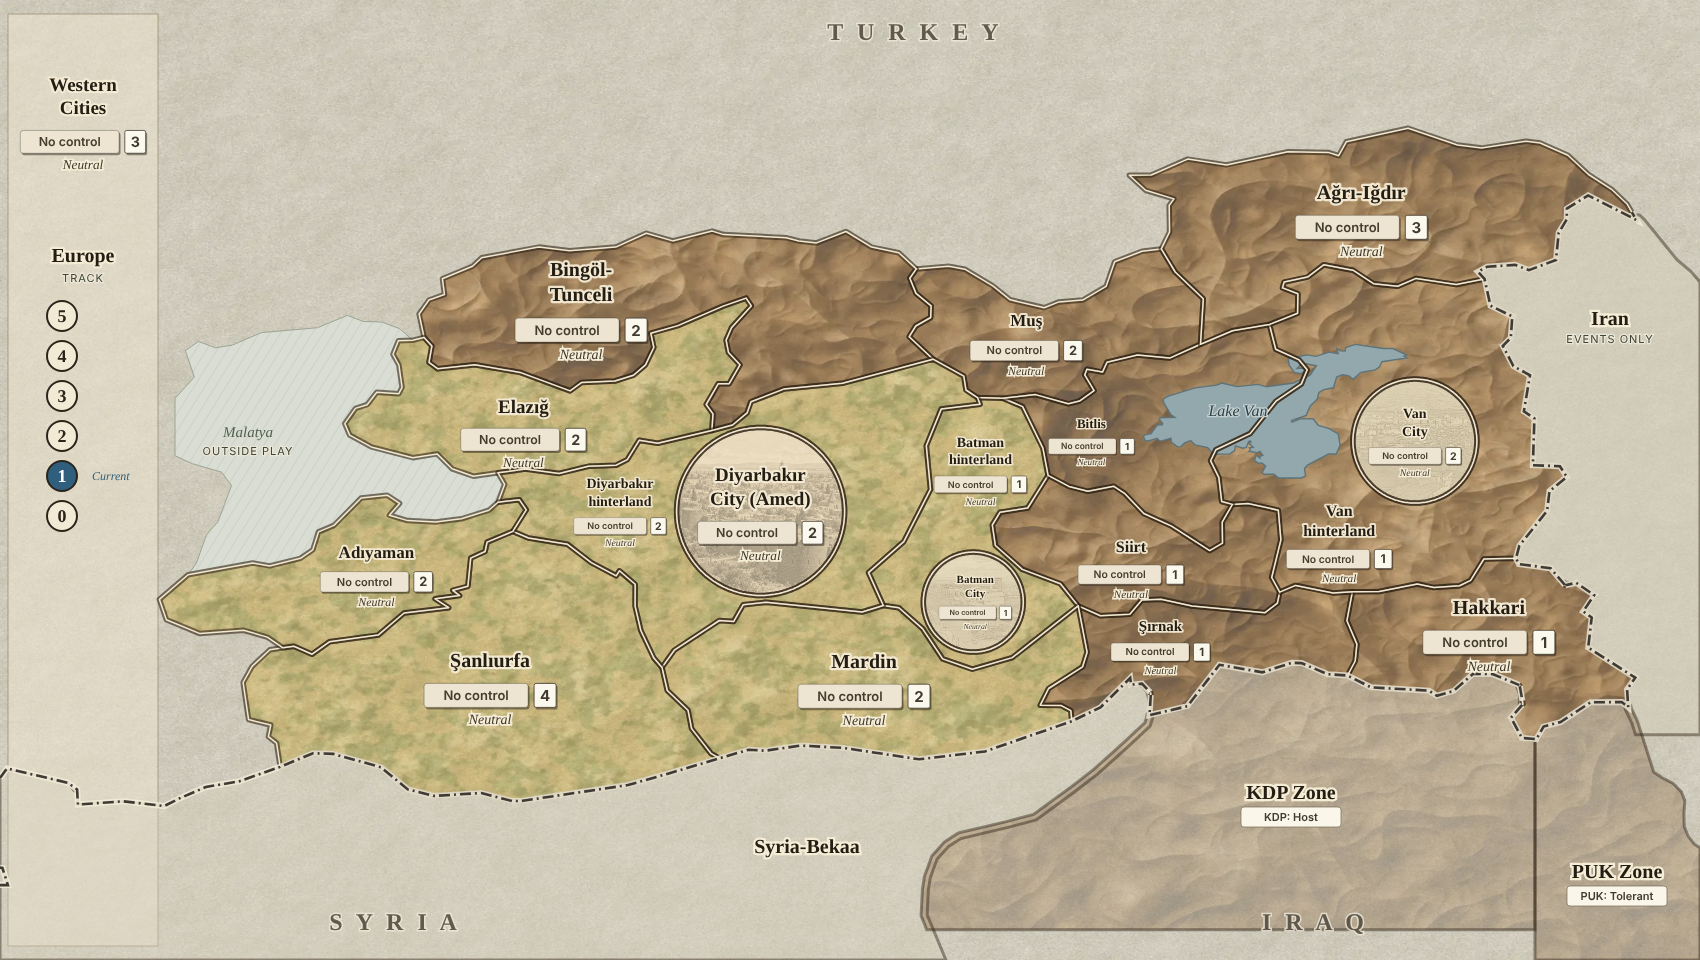 TURKEY
Western
Cities
No control 3
Neutral
Europe
TRACK
5
4
3
2
1 Current
0
Malatya
OUTSIDE PLAY
Bingöl-
Tunceli
No control 2
Neutral
Elazığ
No control 2
Neutral
Adıyaman
No control 2
Neutral
Şanlıurfa
No control 4
Neutral
Diyarbakır
hinterland
No control 2
Neutral
Diyarbakır
City (Amed)
No control 2
Neutral
Mardin
No control 2
Neutral
Muş
No control 2
Neutral
Batman
hinterland
No control 1
Neutral
Batman
City
No control 1
Neutral
Bitlis
No control 1
Neutral
Siirt
No control 1
Neutral
Şırnak
No control 1
Neutral
Ağrı-Iğdır
No control 3
Neutral
Lake Van
Van
City
No control 2
Neutral
Van
hinterland
No control 1
Neutral
Hakkari
No control 1
Neutral
Iran
EVENTS ONLY
KDP Zone
KDP: Host
PUK Zone
PUK: Tolerant
Syria-Bekaa
SYRIA
IRAQ